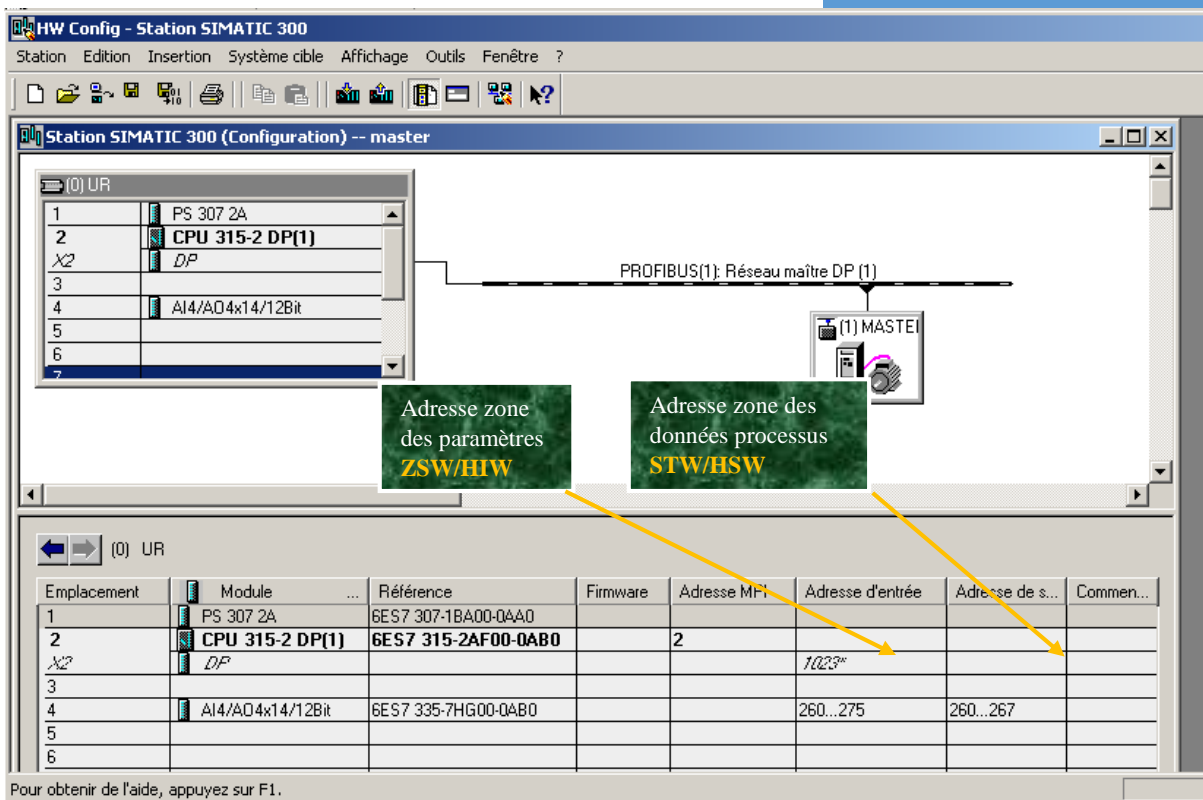 HW Config - Station SIMATIC 300
Station Edition Insertion Système cible Affichage Outils Fenêtre ?
Station SIMATIC 300 (Configuration) -- master
(0) UR
1 PS 307 2A
2 CPU 315-2 DP(1)
X2 DP
3
4 AI4/AO4x14/12Bit
5
6
7
PROFIBUS(1): Réseau maître DP (1)
(1) MASTE
Adresse zone
des paramètres
ZSW/HIW
Adresse zone des
données processus
STW/HSW
(0) UR
Emplacement Module ... Référence Firmware Adresse MPI Adresse d'entrée Adresse de s... Commen...
1 PS 307 2A 6ES7 307-1BA00-0AA0
2 CPU 315-2 DP(1) 6ES7 315-2AF00-0AB0 2
X2 DP 1023*
3
4 AI4/AO4x14/12Bit 6ES7 335-7HG00-0AB0 260...275 260...267
5
6
Pour obtenir de l'aide, appuyez sur F1.